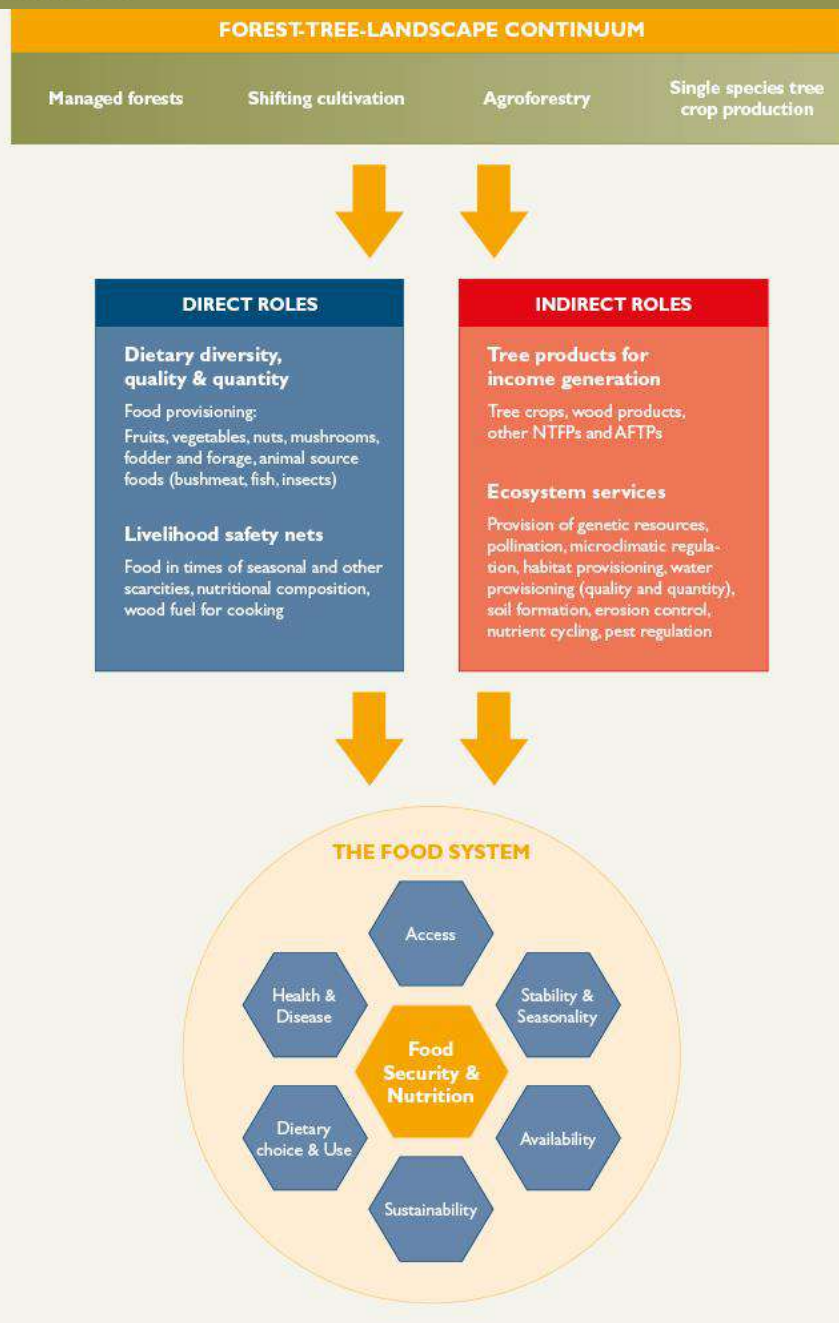 FOREST-TREE-LANDSCAPE CONTINUUM
Managed forests
Shifting cultivation
Agroforestry
Single species tree
crop production
DIRECT ROLES
Dietary diversity,
quality & quantity
Food provisioning:
Fruits, vegetables, nuts, mushrooms,
fodder and forage, animal source
foods (bushmeat, fish, insects)
Livelihood safety nets
Food in times of seasonal and other
scarcities, nutritional composition,
wood fuel for cooking
INDIRECT ROLES
Tree products for
income generation
Tree crops, wood products,
other NTFPs and AFTPs
Ecosystem services
Provision of genetic resources,
pollination, microclimatic regula-
tion, habitat provisioning, water
provisioning (quality and quantity),
soil formation, erosion control,
nutrient cycling, pest regulation
THE FOOD SYSTEM
Access
Health &
Disease
Stability &
Seasonality
Food
Security &
Nutrition
Dietary
choice & Use
Availability
Sustainability